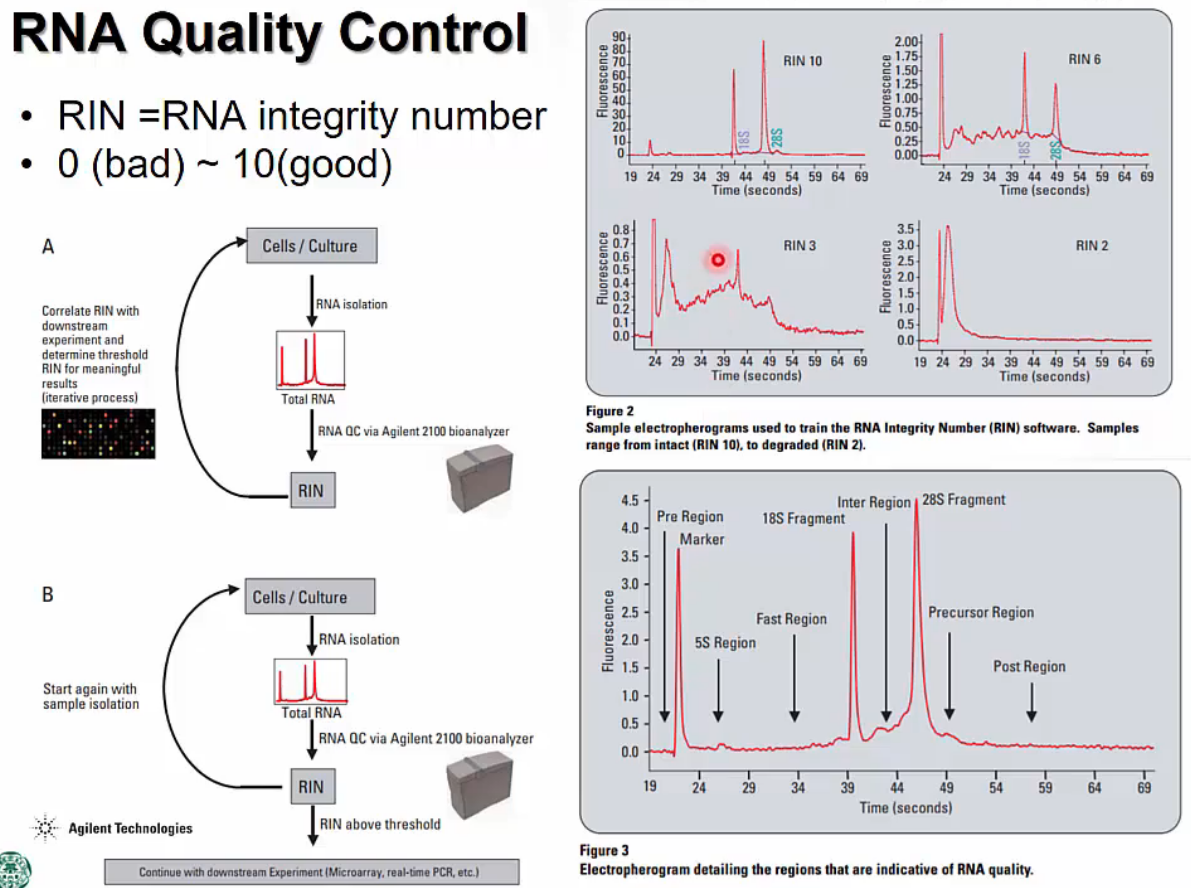 RNA Quality Control
• RIN =RNA integrity number
• 0 (bad) ~ 10(good)
A
Cells / Culture
RNA isolation
Correlate RIN with
downstream
experiment and
determine threshold
RIN for meaningful
results
(iterative process)
Total RNA
RNA QC via Agilent 2100 bioanalyzer
RIN
B
Cells / Culture
RNA isolation
Start again with
sample isolation
Total RNA
RNA QC via Agilent 2100 bioanalyzer
RIN
RIN above threshold
Agilent Technologies
Continue with downstream Experiment (Microarray, real-time PCR, etc.)
Fluorescence
90
80
70
60
50
40
30
20
10
0
RIN 10
18S
28S
19 24 29 34 39 44 49 54 59 64 69
Time (seconds)
Fluorescence
2.00
1.75
1.50
1.25
1.00
0.75
0.50
0.25
0.00
RIN 6
18S
28S
24 29 34 39 44 49 54 59 64 69
Time (seconds)
Fluorescence
0.8
0.7
0.6
0.5
0.4
0.3
0.2
0.1
0.0
RIN 3
24 29 34 39 44 49 54 59 64 69
Time (seconds)
Fluorescence
3.5
3.0
2.5
2.0
1.5
1.0
0.5
0.0
RIN 2
19 24 29 34 39 44 49 54 59 64 69
Time (seconds)
Figure 2
Sample electropherograms used to train the RNA Integrity Number (RIN) software. Samples
range from intact (RIN 10), to degraded (RIN 2).
Fluorescence
4.5
4.0
3.5
3.0
2.5
2.0
1.5
1.0
0.5
0.0
Pre Region
Marker
5S Region
Fast Region
18S Fragment
Inter Region
28S Fragment
Precursor Region
Post Region
19 24 29 34 39 44 49 54 59 64 69
Time (seconds)
Figure 3
Electropherogram detailing the regions that are indicative of RNA quality.